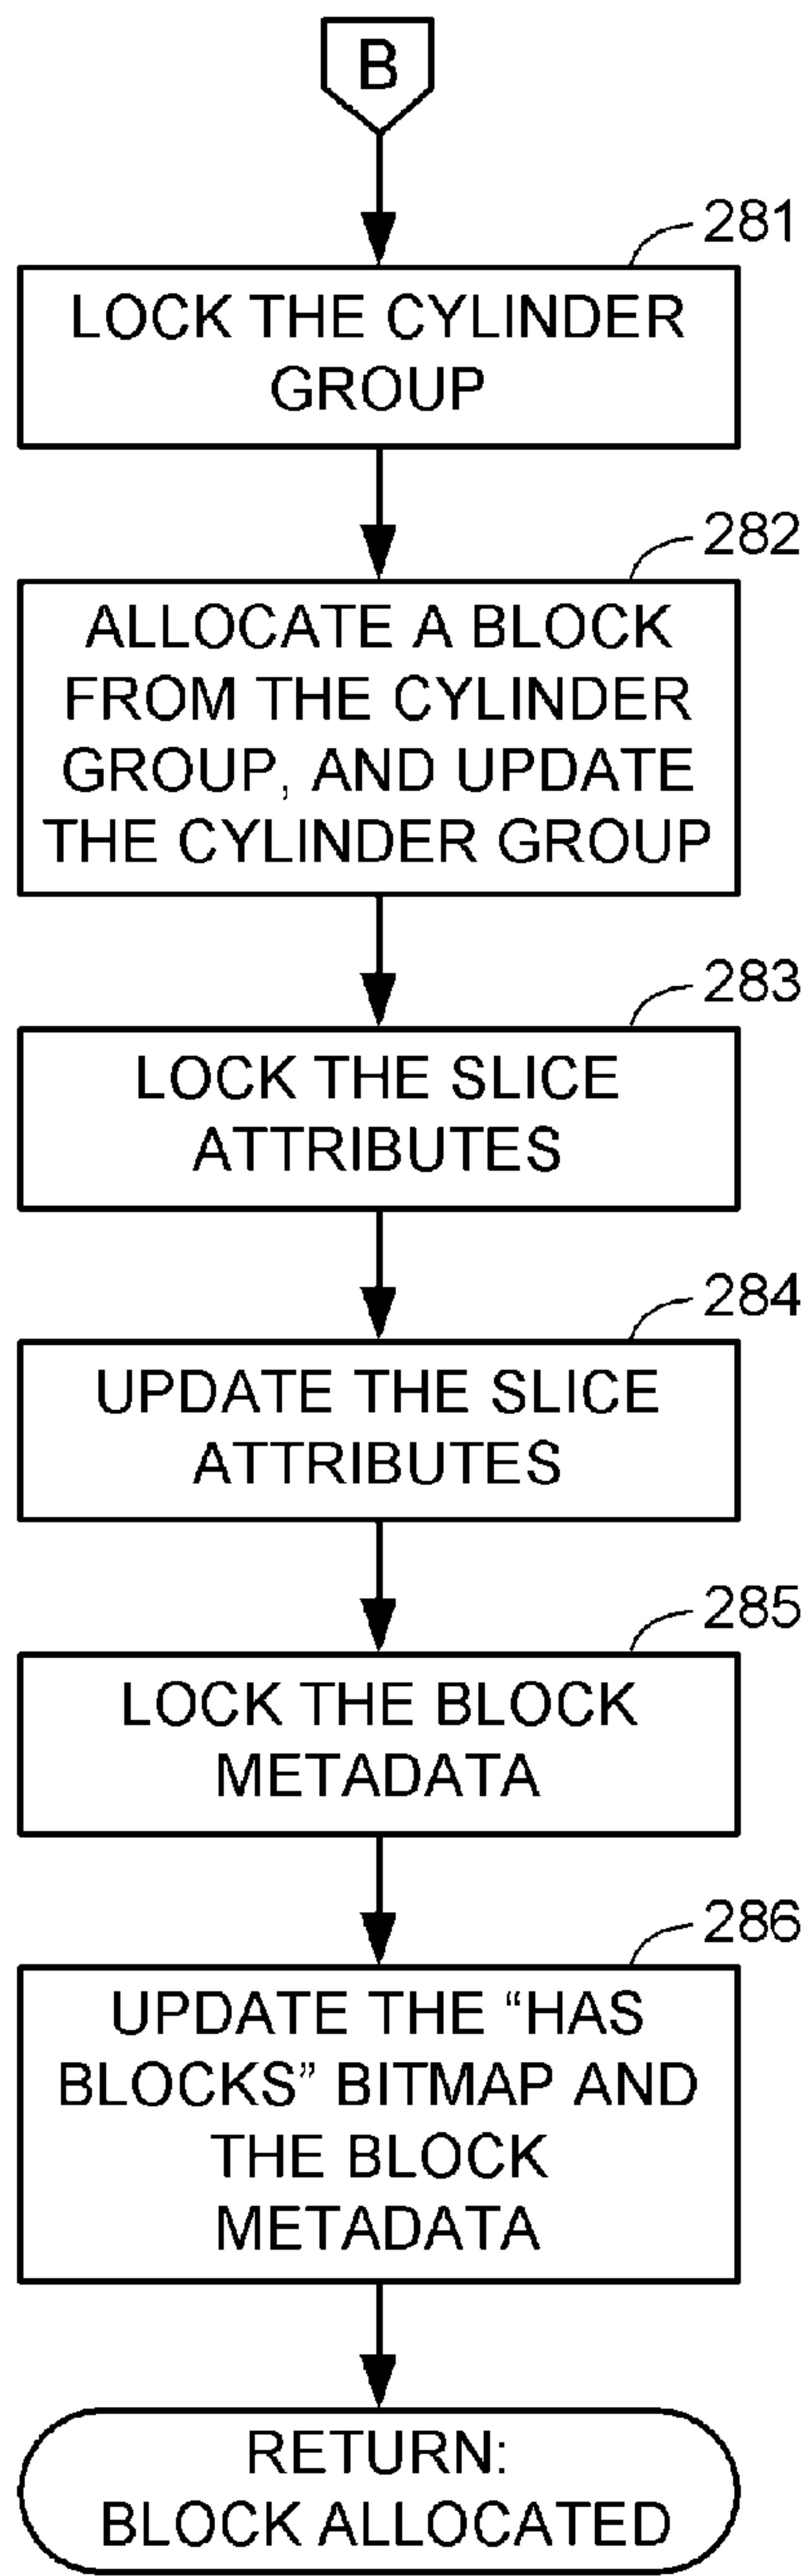 B
281
LOCK THE CYLINDER
GROUP
282
ALLOCATE A BLOCK
FROM THE CYLINDER
GROUP, AND UPDATE
THE CYLINDER GROUP
283
LOCK THE SLICE
ATTRIBUTES
284
UPDATE THE SLICE
ATTRIBUTES
285
LOCK THE BLOCK
METADATA
286
UPDATE THE “HAS
BLOCKS” BITMAP AND
THE BLOCK
METADATA
RETURN:
BLOCK ALLOCATED